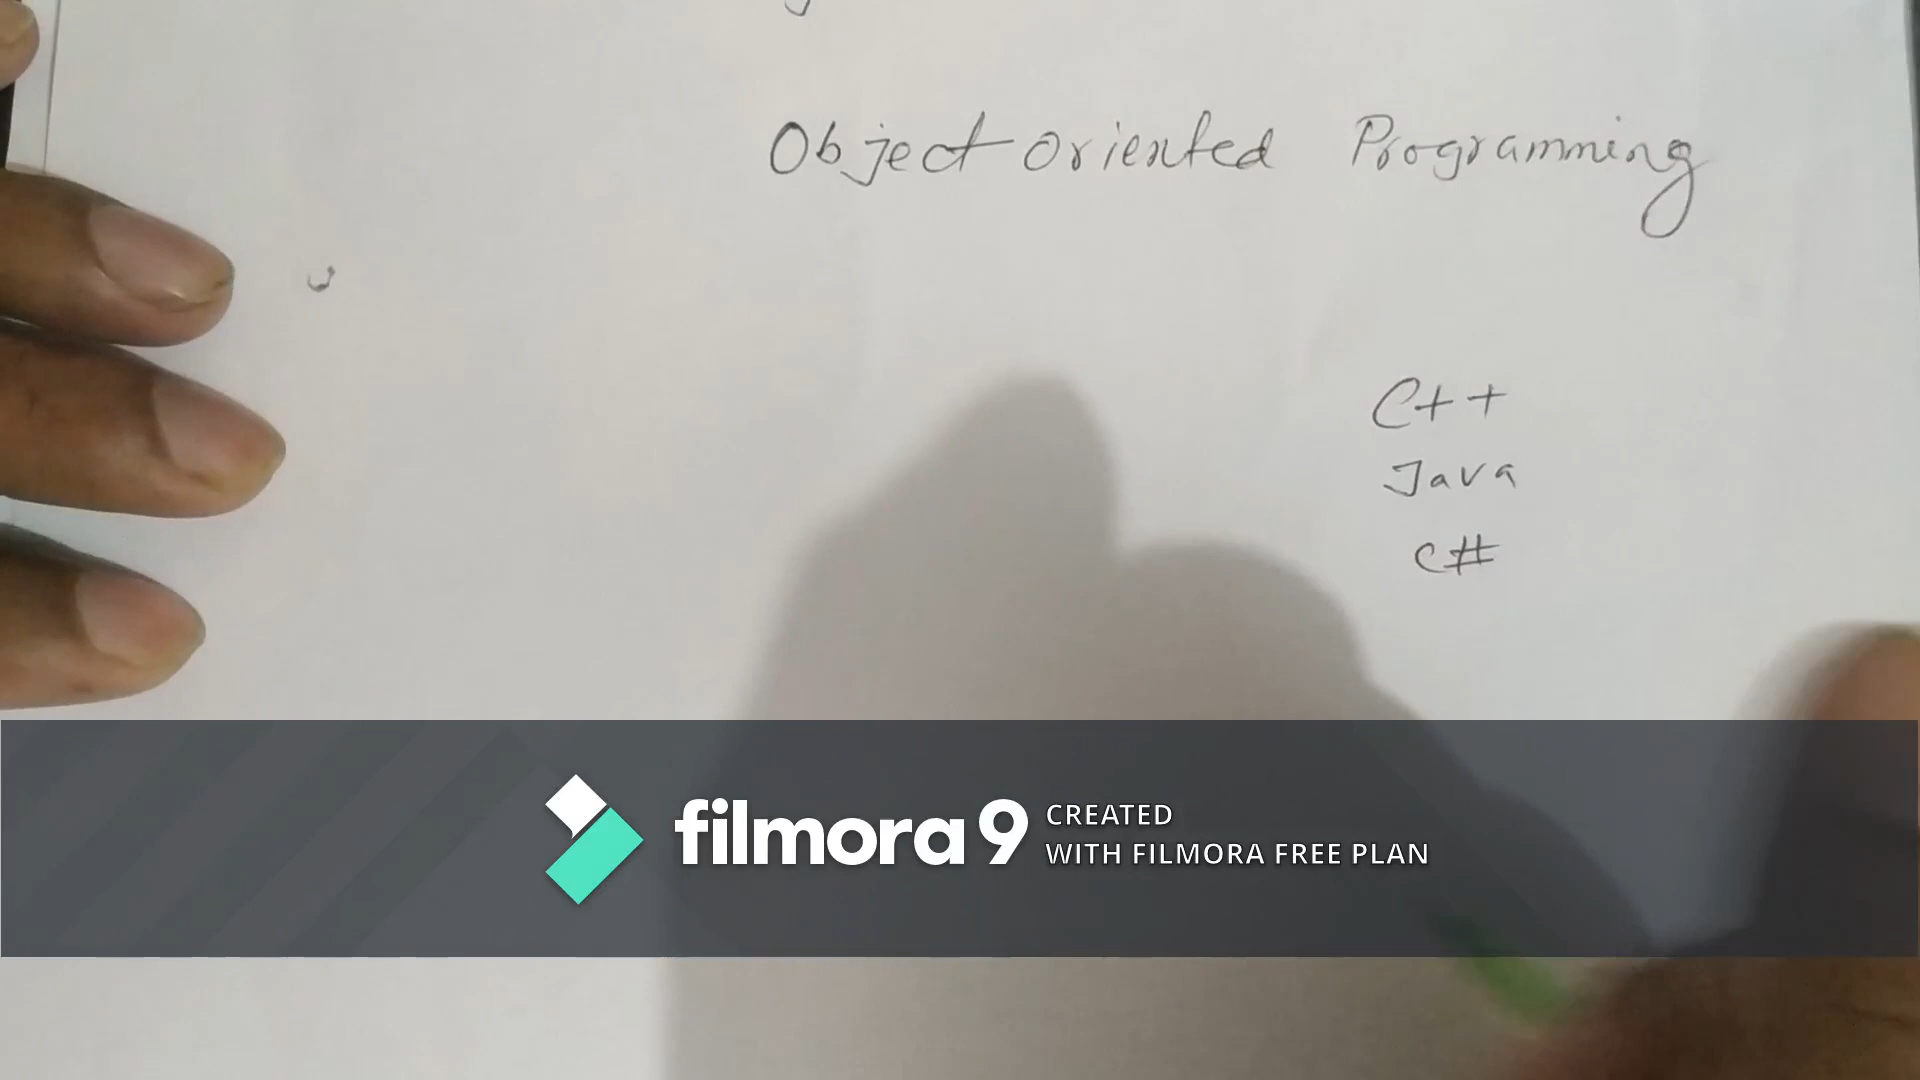 Object Oriented Programming
C++
Java
C#
filmora9 CREATED
WITH FILMORA FREE PLAN